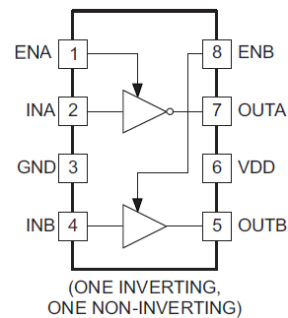 ENA 1 8 ENB
INA 2 7 OUTA
GND 3 6 VDD
INB 4 5 OUTB
(ONE INVERTING,
ONE NON-INVERTING)